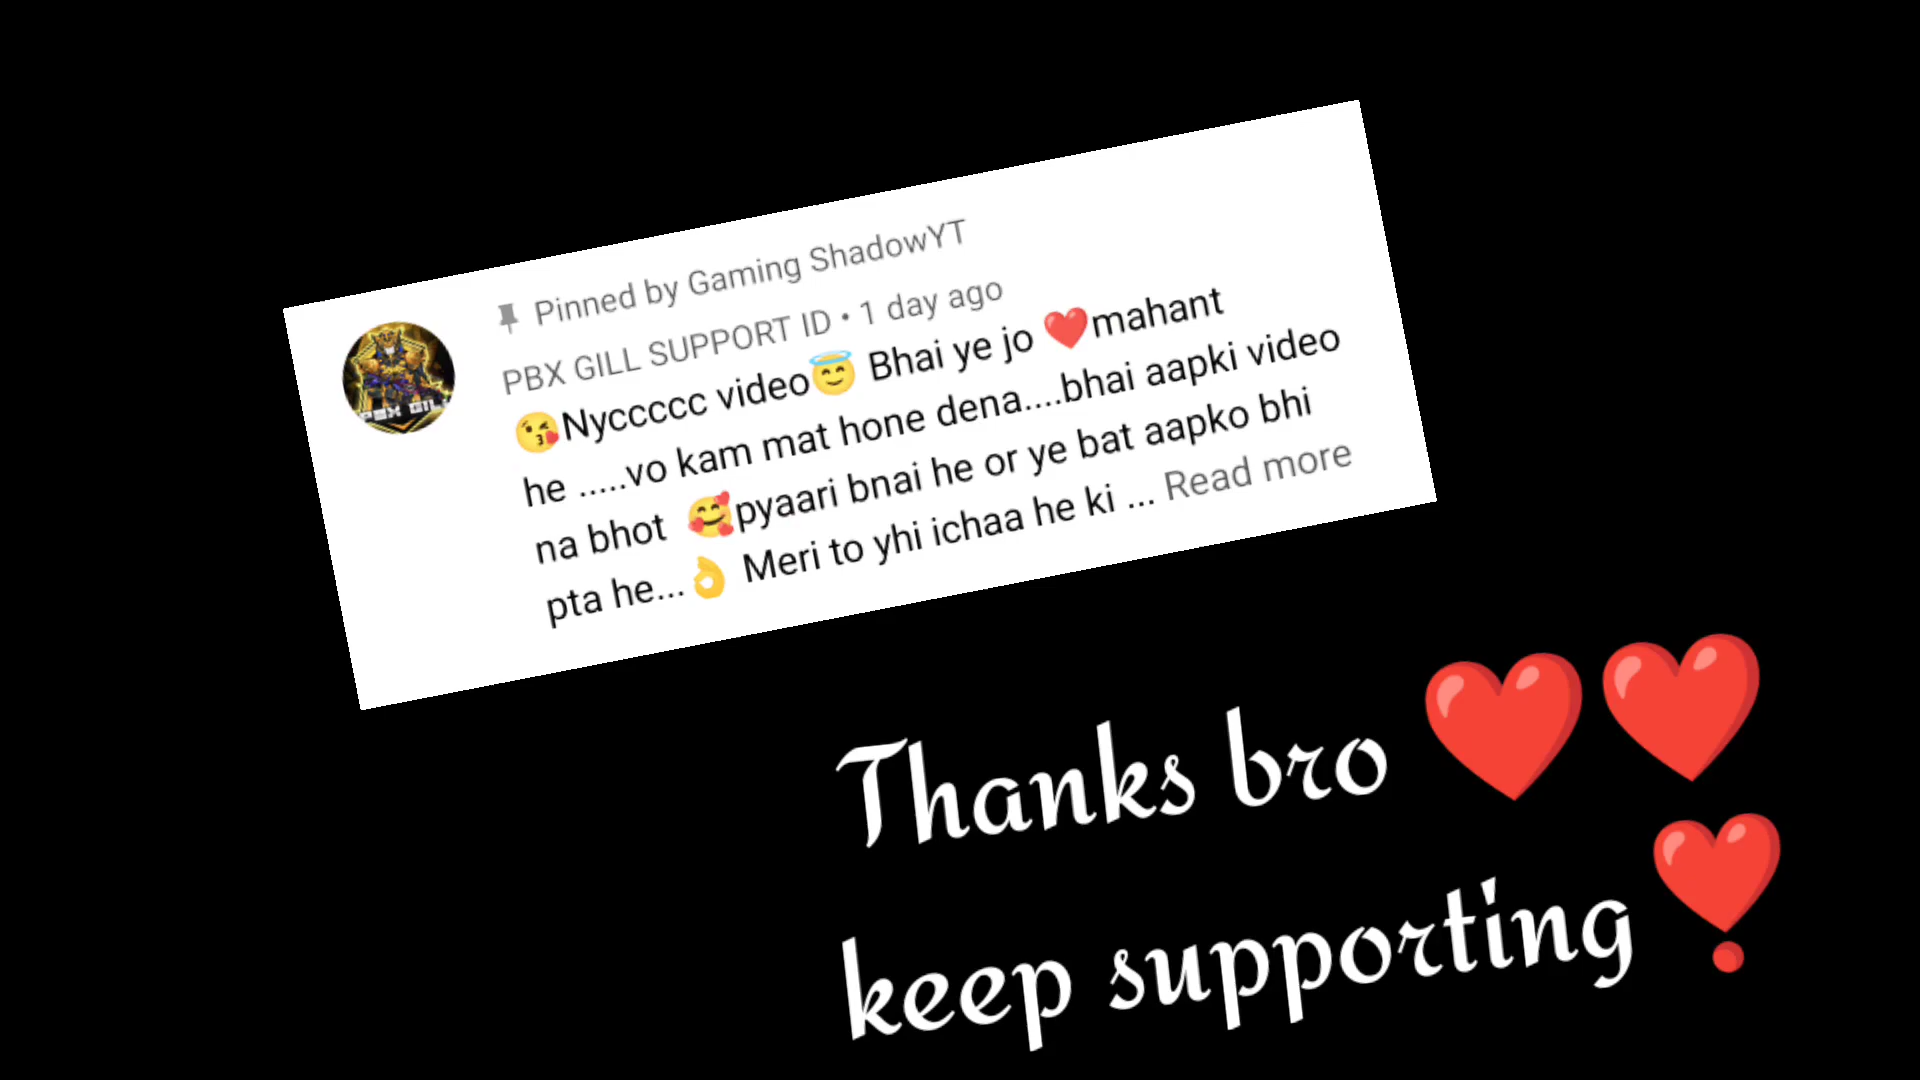 Pinned by Gaming ShadowYT
PBX GILL SUPPORT ID • 1 day ago
😘Nyccccc video😇 Bhai ye jo ❤️mahant
he .....vo kam mat hone dena....bhai aapki video
na bhot 🥰pyaari bnai he or ye bat aapko bhi
pta he...👌 Meri to yhi ichaa he ki ... Read more
PBX GILL
Thanks bro ❤️❤️
keep supporting❣️